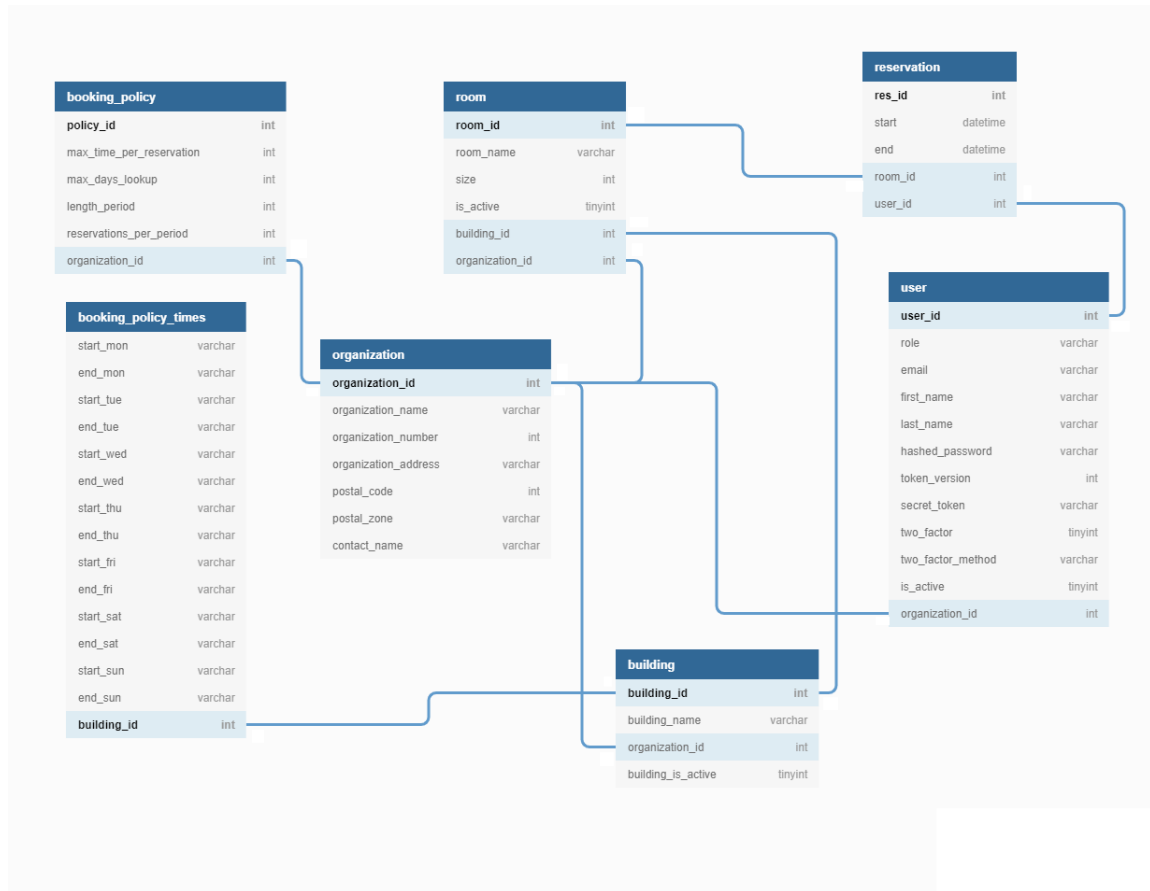 booking_policy
policy_id int
max_time_per_reservation int
max_days_lookup int
length_period int
reservations_per_period int
organization_id int
booking_policy_times
start_mon varchar
end_mon varchar
start_tue varchar
end_tue varchar
start_wed varchar
end_wed varchar
start_thu varchar
end_thu varchar
start_fri varchar
end_fri varchar
start_sat varchar
end_sat varchar
start_sun varchar
end_sun varchar
building_id int
room
room_id int
room_name varchar
size int
is_active tinyint
building_id int
organization_id int
organization
organization_id int
organization_name varchar
organization_number int
organization_address varchar
postal_code int
postal_zone varchar
contact_name varchar
building
building_id int
building_name varchar
organization_id int
building_is_active tinyint
reservation
res_id int
start datetime
end datetime
room_id int
user_id int
user
user_id int
role varchar
email varchar
first_name varchar
last_name varchar
hashed_password varchar
token_version int
secret_token varchar
two_factor tinyint
two_factor_method varchar
is_active tinyint
organization_id int